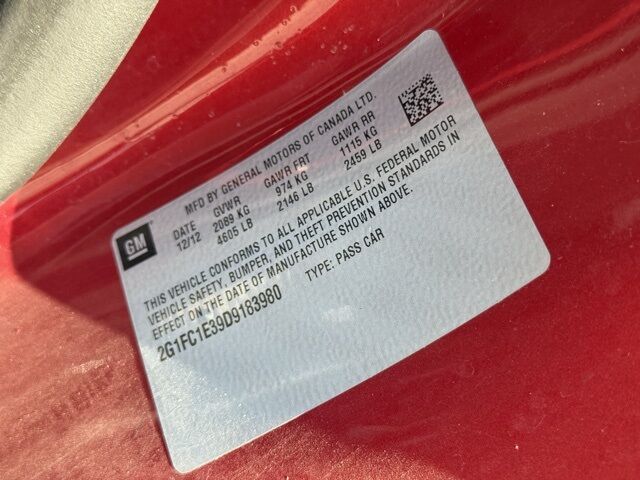 GM
MFD BY GENERAL MOTORS OF CANADA LTD.
DATE GVWR GAWR FRT GAWR RR
12/12 2089 KG 974 KG 1115 KG
4605 LB 2146 LB 2459 LB
THIS VEHICLE CONFORMS TO ALL APPLICABLE U.S. FEDERAL MOTOR
VEHICLE SAFETY, BUMPER, AND THEFT PREVENTION STANDARDS IN
EFFECT ON THE DATE OF MANUFACTURE SHOWN ABOVE.
2G1FC1E39D9183980 TYPE: PASS CAR